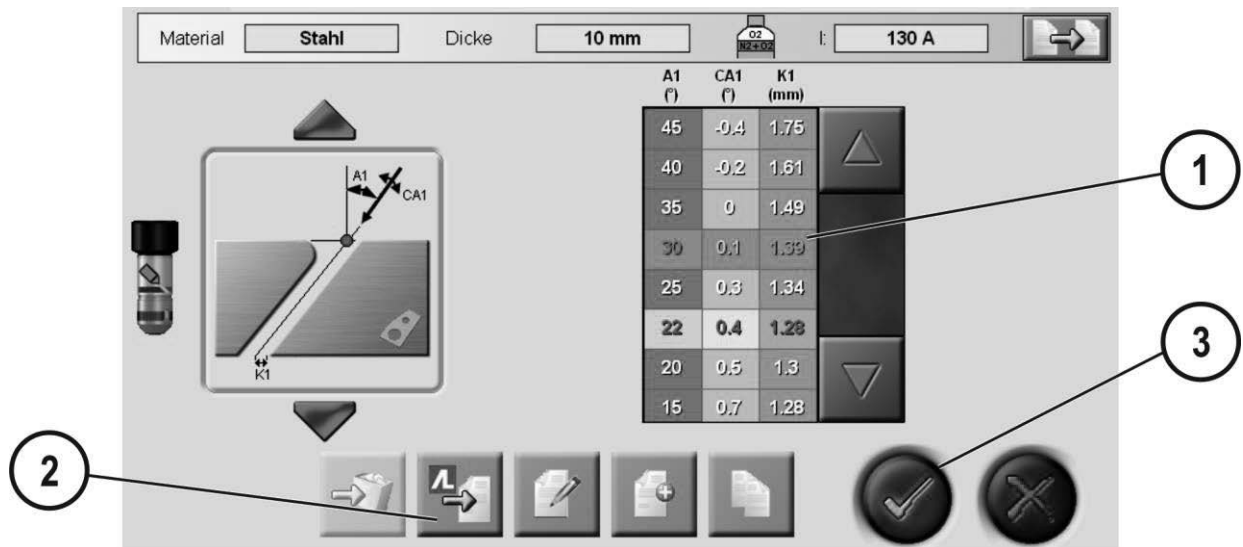 Material Stahl Dicke 10 mm O2 N2+O2 I: 130 A
A1 (°) CA1 (°) K1 (mm)
45 -0.4 1.75
40 -0.2 1.61
35 0 1.49
30 0.1 1.39
25 0.3 1.34
22 0.4 1.28
20 0.5 1.3
15 0.7 1.28
A1
CA1
K1
1
2
3